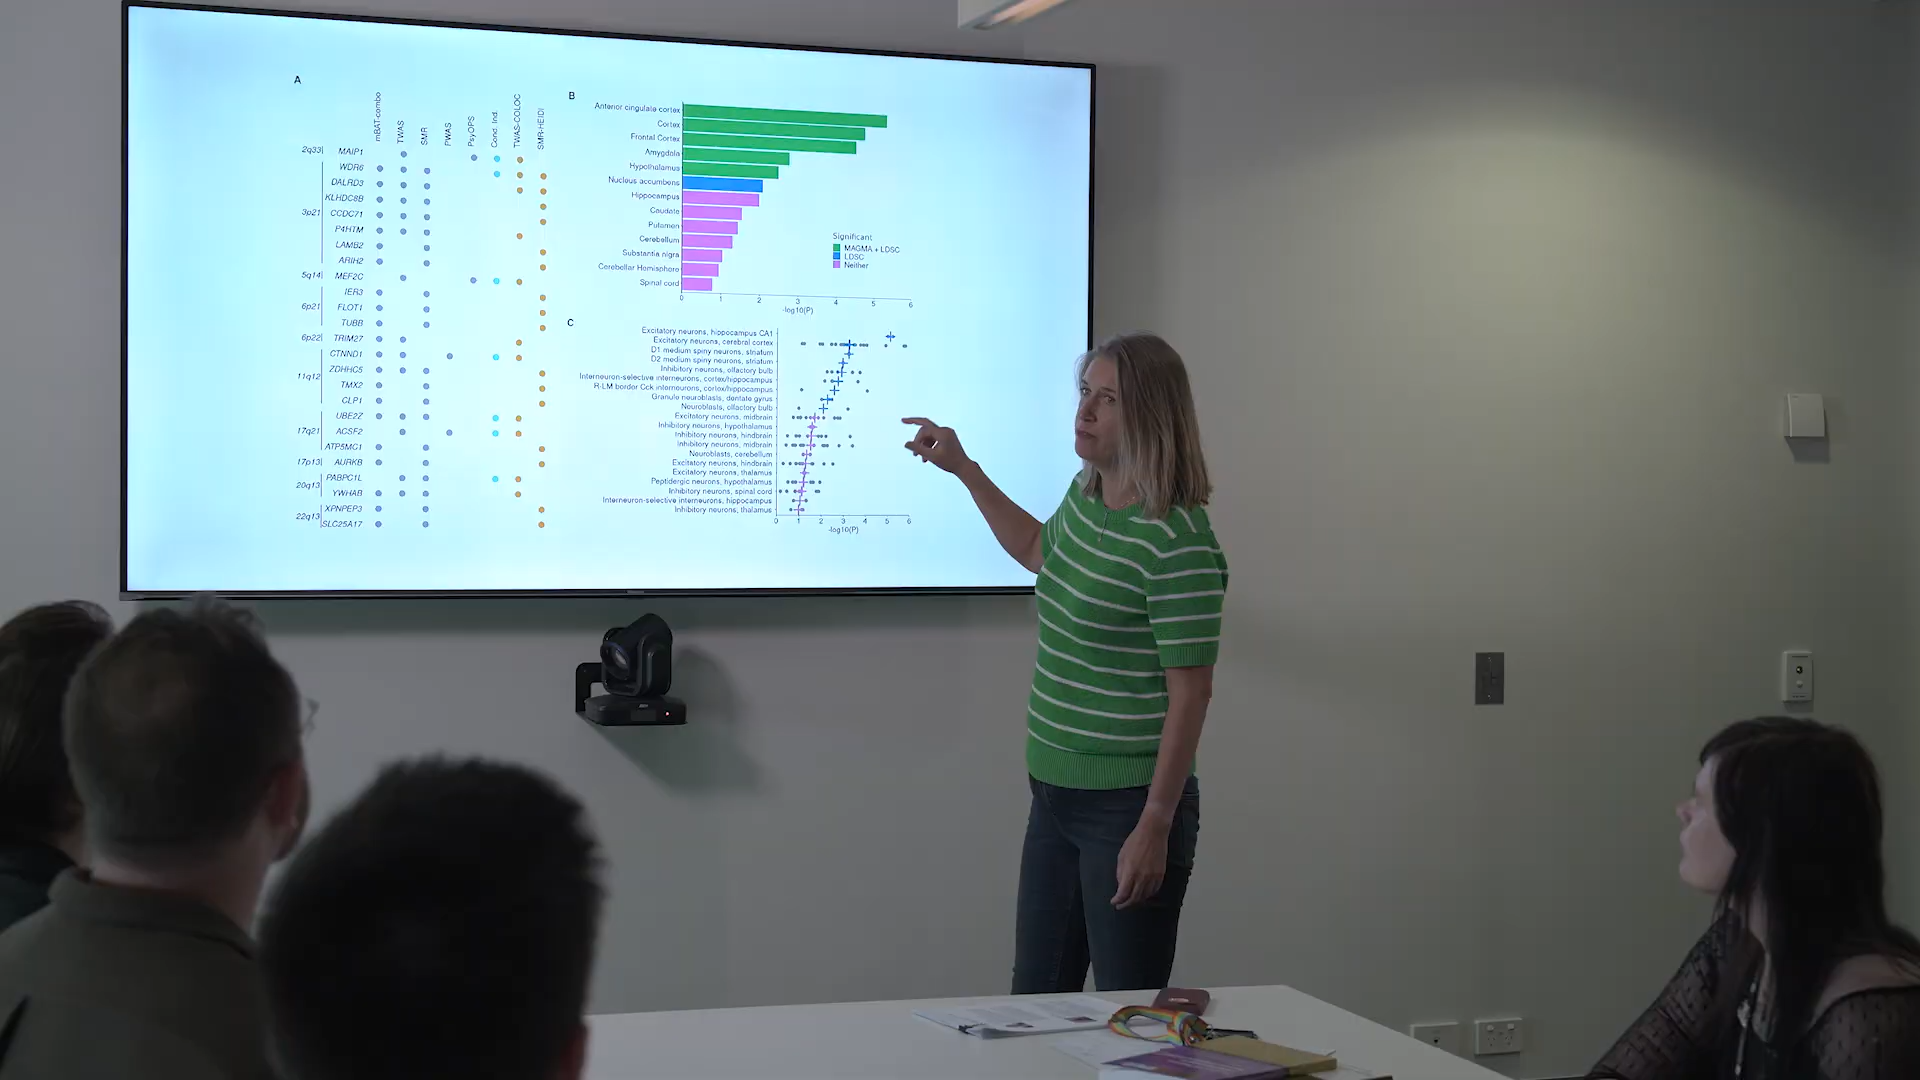 A
mBAT-combo
TWAS
SMR
PWAS
PsyOPS
Cond. Ind.
TWAS-COLOC
SMR-HEIDI
2q33 MAIP1
WDR6
DALRD3
KLHDC8B
3p21 CCDC71
P4HTM
LAMB2
ARIH2
5q14 MEF2C
IER3
6p21 FLOT1
TUBB
6p22 TRIM27
CTNND1
11q12 ZDHHC5
TMX2
CLP1
UBE2Z
17q21 ACSF2
ATP5MC1
17p13 AURKB
20q13 PABPC1L
YWHAB
22q13 XPNPEP3
SLC25A17
B
Anterior cingulate cortex
Cortex
Frontal Cortex
Amygdala
Hypothalamus
Nucleus accumbens
Hippocampus
Caudate
Putamen
Cerebellum
Substantia nigra
Cerebellar Hemisphere
Spinal cord
0 1 2 3 4 5 6
-log10(P)
Significant
MAGMA + LDSC
LDSC
Neither
C
Excitatory neurons, hippocampus CA1
Excitatory neurons, cerebral cortex
D1 medium spiny neurons, striatum
D2 medium spiny neurons, striatum
Inhibitory neurons, olfactory bulb
Interneuron-selective interneurons, cortex/hippocampus
R-LM border Cck interneurons, cortex/hippocampus
Granule neuroblasts, dentate gyrus
Neuroblasts, olfactory bulb
Excitatory neurons, midbrain
Inhibitory neurons, hypothalamus
Inhibitory neurons, hindbrain
Inhibitory neurons, midbrain
Neuroblasts, cerebellum
Excitatory neurons, hindbrain
Excitatory neurons, thalamus
Peptidergic neurons, hypothalamus
Inhibitory neurons, spinal cord
Interneuron-selective interneurons, hippocampus
Inhibitory neurons, thalamus
0 1 2 3 4 5 6
-log10(P)